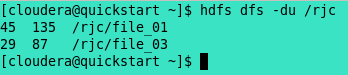 [cloudera@quickstart ~]$ hdfs dfs -du /rjc
45  135  /rjc/file_01
29  87   /rjc/file_03
[cloudera@quickstart ~]$